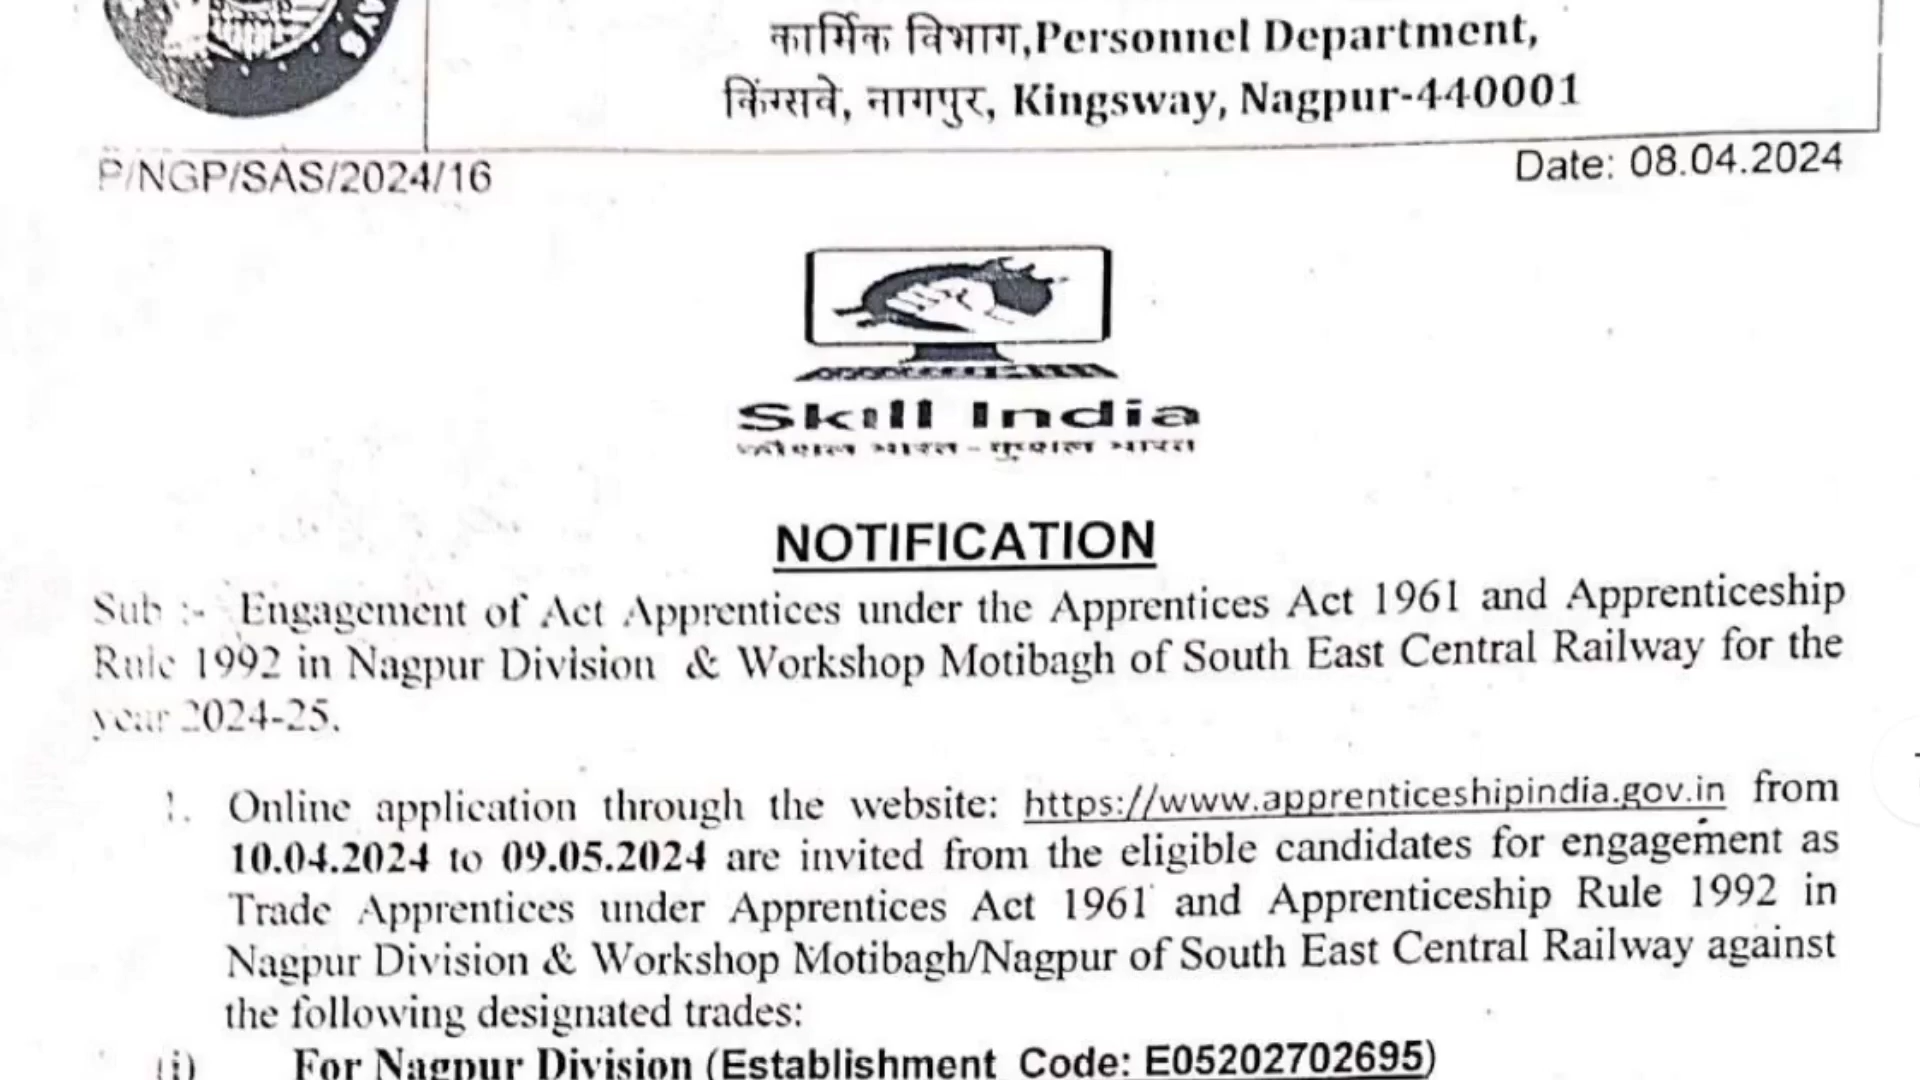 कार्मिक विभाग,Personnel Department,
किंग्सवे, नागपुर, Kingsway, Nagpur-440001
P/NGP/SAS/2024/16
Date: 08.04.2024
Skill India
कौशल भारत - कुशल भारत
NOTIFICATION
Sub :- Engagement of Act Apprentices under the Apprentices Act 1961 and Apprenticeship
Rule 1992 in Nagpur Division & Workshop Motibagh of South East Central Railway for the
year 2024-25.
1. Online application through the website: https://www.apprenticeshipindia.gov.in from
10.04.2024 to 09.05.2024 are invited from the eligible candidates for engagement as
Trade Apprentices under Apprentices Act 1961 and Apprenticeship Rule 1992 in
Nagpur Division & Workshop Motibagh/Nagpur of South East Central Railway against
the following designated trades:
(i) For Nagpur Division (Establishment Code: E05202702695)